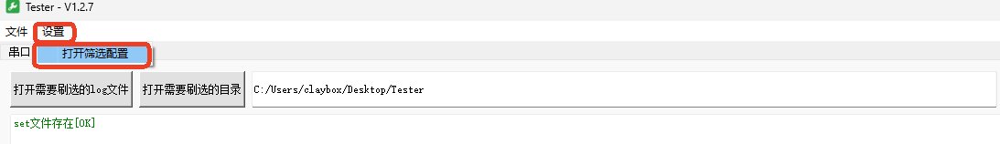 Tester - V1.2.7
文件 设置
串口 打开筛选配置
打开需要刷选的log文件 打开需要刷选的目录 C:/Users/claybox/Desktop/Tester
set文件存在[OK]